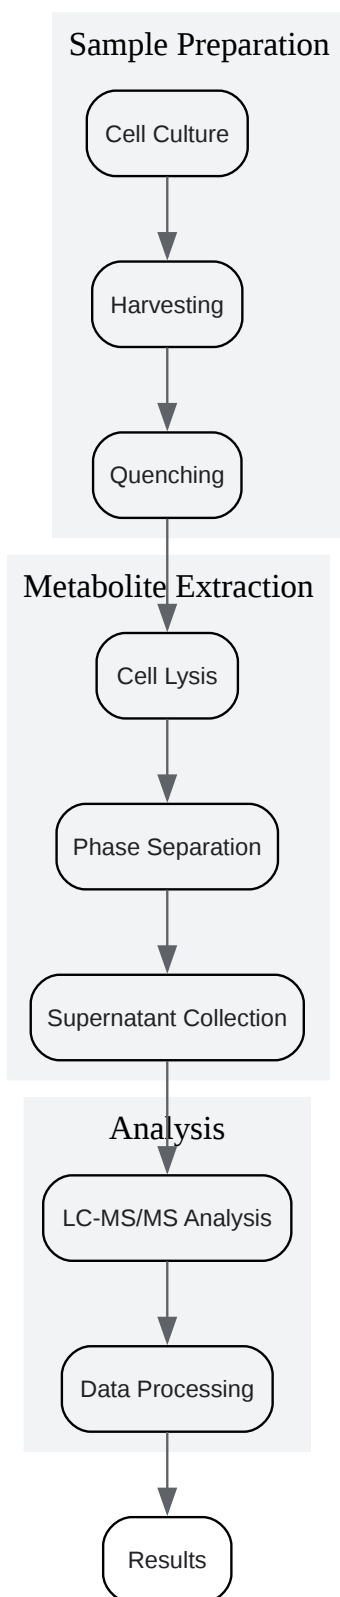 Sample Preparation
Cell Culture
Harvesting
Quenching
Metabolite Extraction
Cell Lysis
Phase Separation
Supernatant Collection
Analysis
LC-MS/MS Analysis
Data Processing
Results